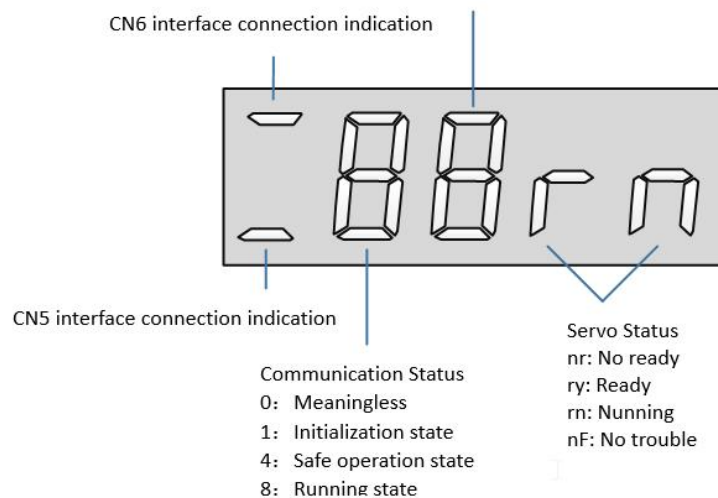 CN6 interface connection indication
88rn
CN5 interface connection indication
Communication Status
0: Meaningless
1: Initialization state
4: Safe operation state
8: Running state
Servo Status
nr: No ready
ry: Ready
rn: Nunning
nF: No trouble